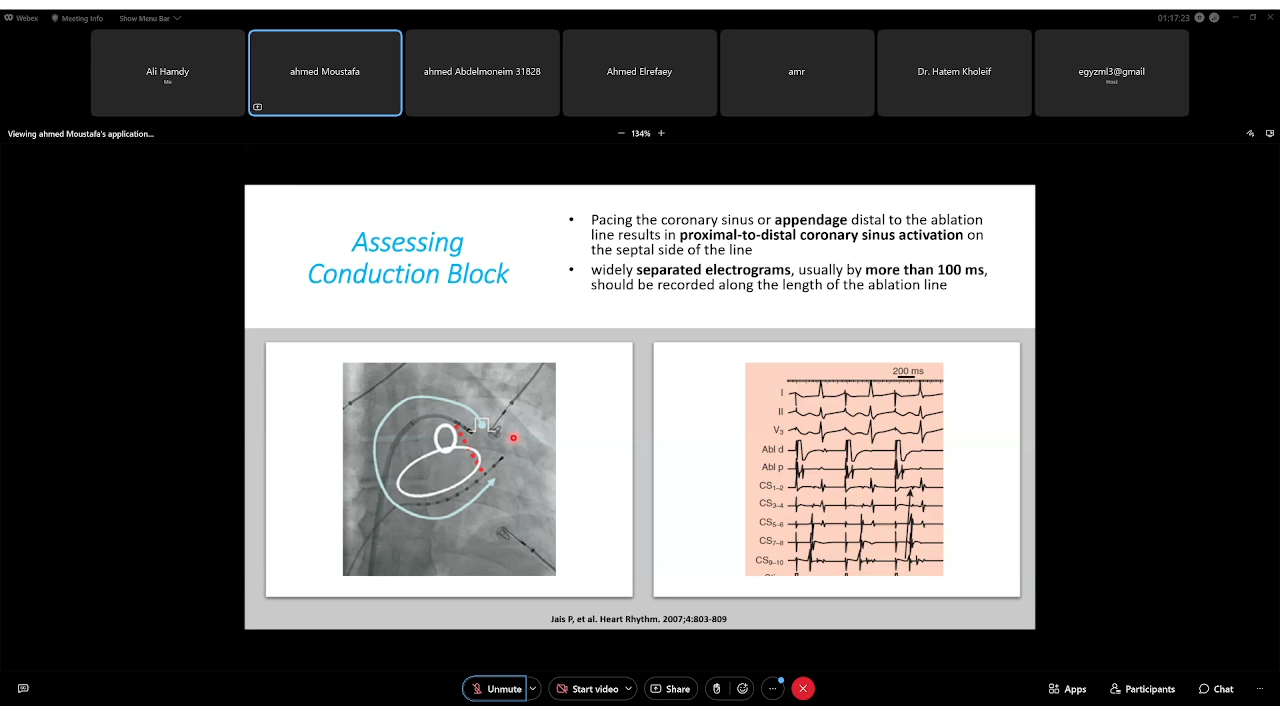 Webex Meeting Info Show Menu Bar 01:17:23
Ali Hamdy
Me
ahmed Moustafa
ahmed Abdelmoneim 31828
Ahmed Elrefaey
amr
Dr. Hatem Kholeif
egyzml3@gmail
Host
Viewing ahmed Moustafa's application...
134%
Assessing
Conduction Block
• Pacing the coronary sinus or appendage distal to the ablation
line results in proximal-to-distal coronary sinus activation on
the septal side of the line
• widely separated electrograms, usually by more than 100 ms,
should be recorded along the length of the ablation line
200 ms
I
II
V3
Abl d
Abl p
CS1–2
CS3–4
CS5–6
CS7–8
CS9–10
Jais P, et al. Heart Rhythm. 2007;4:803-809
Unmute Start video Share Apps Participants Chat